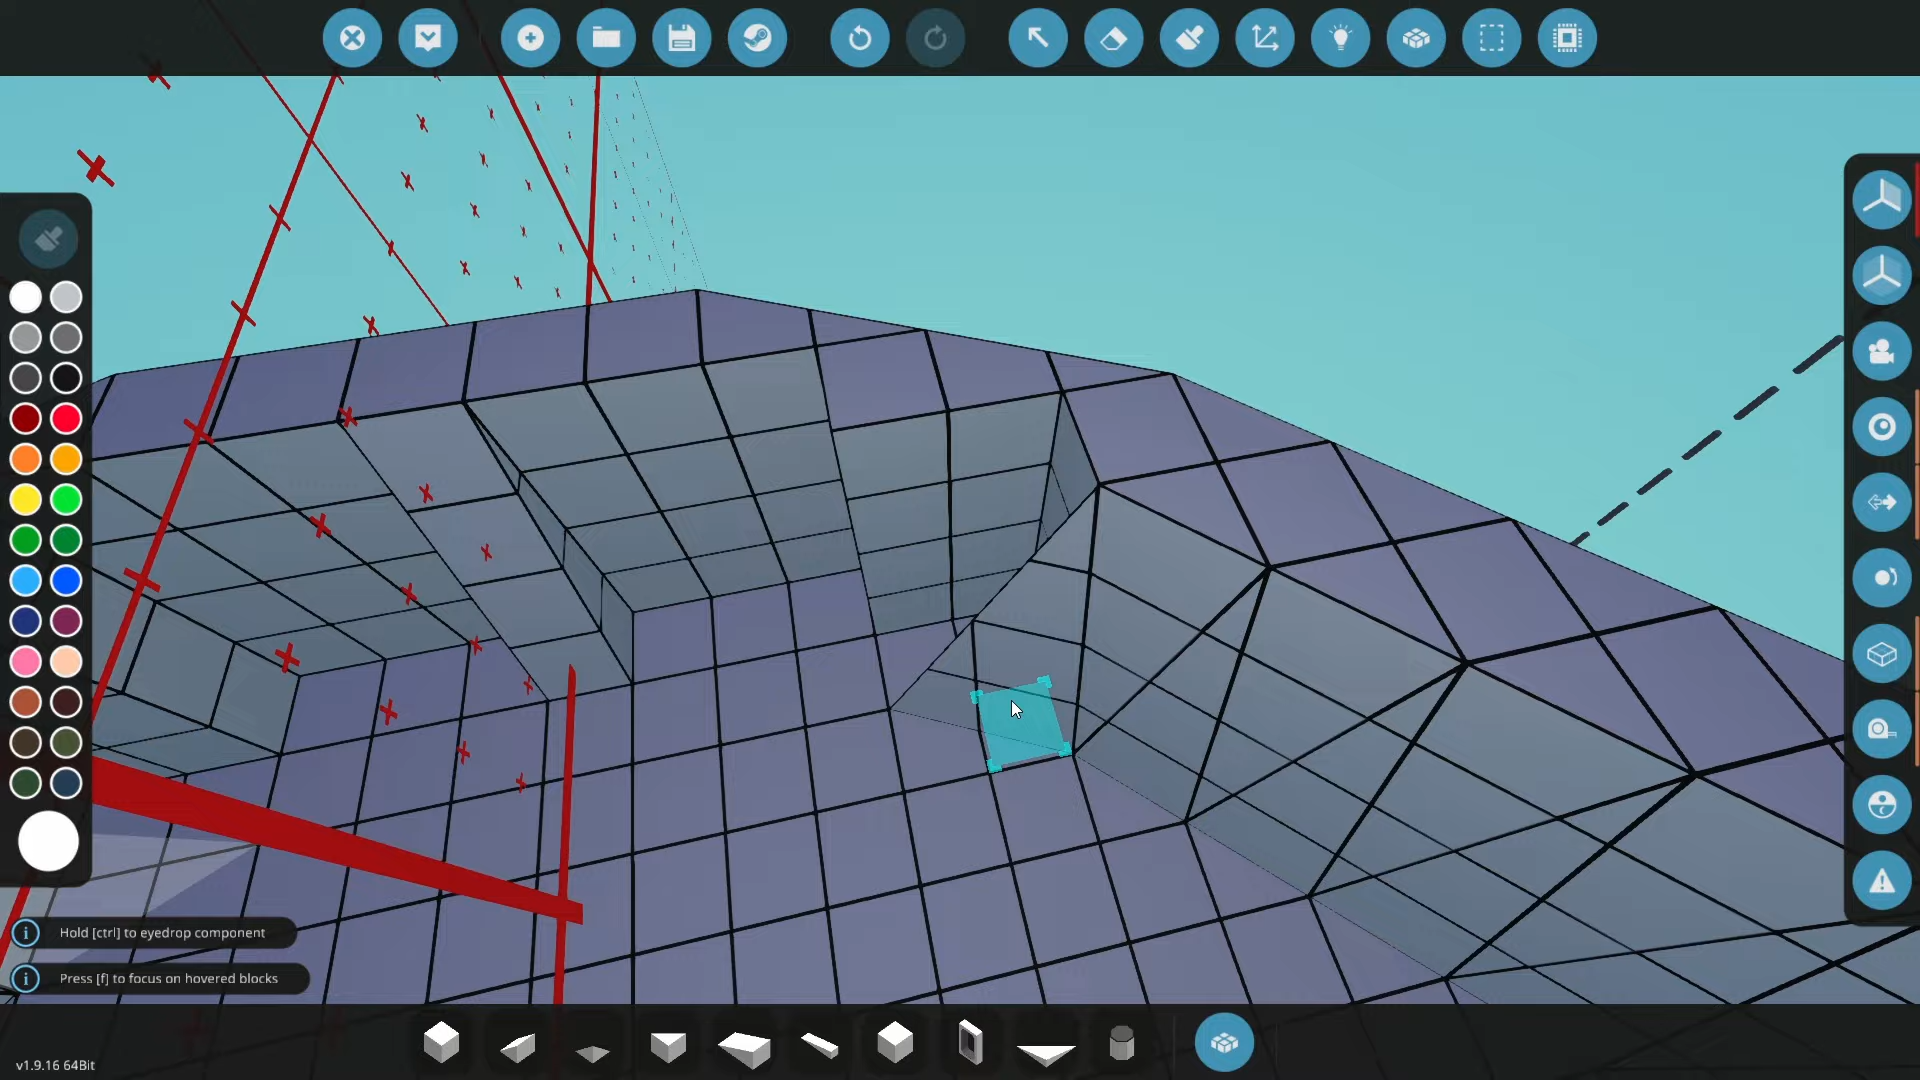 Hold [ctrl] to eyedrop component
Press [f] to focus on hovered blocks
v1.9.16 64Bit